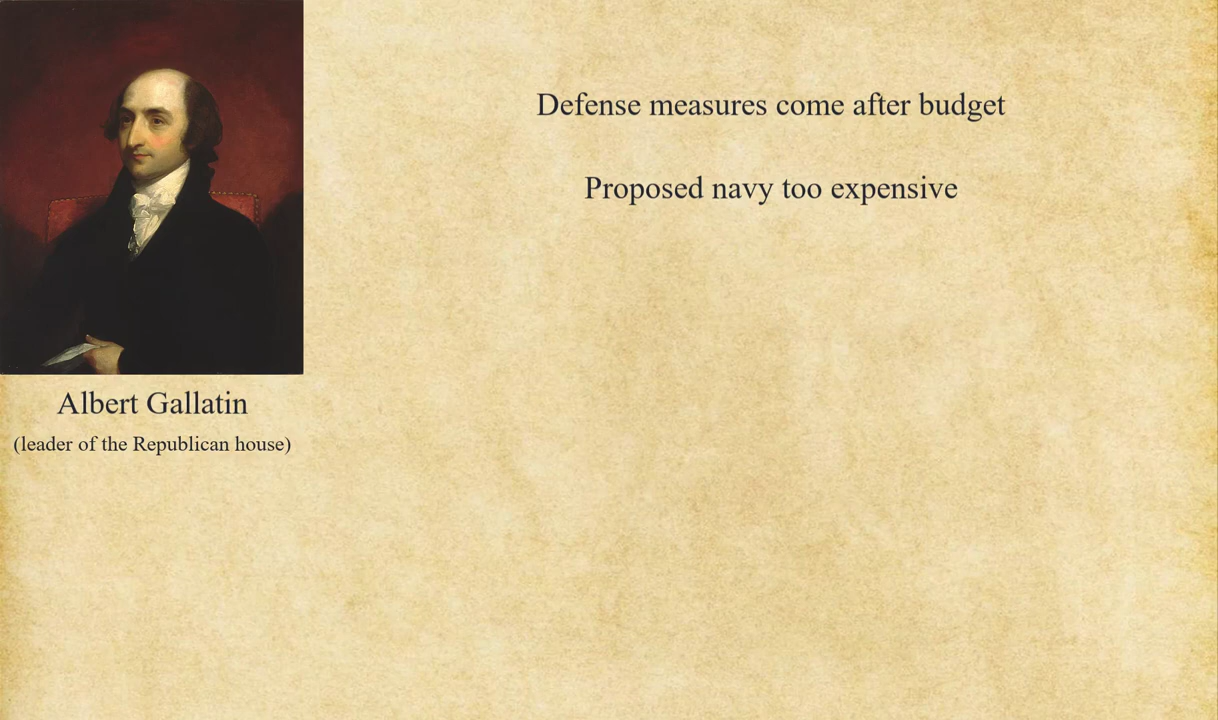 Defense measures come after budget
Proposed navy too expensive
Albert Gallatin
(leader of the Republican house)